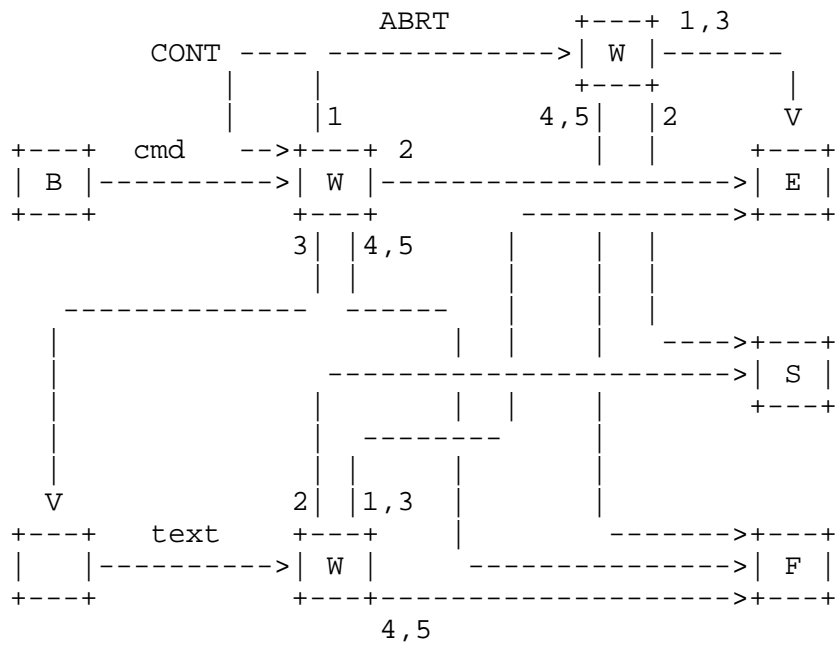 ABRT +---+ 1,3
CONT ---- ------------->| W |-------
| | +---+ |
| |1 4,5| |2 V
+---+ cmd -->+---+ 2 | | +---+
| B |---------->| W |-------------------->| E |
+---+ +---+ ------------>+---+
3| |4,5 | | |
| | | | |
-------------- ------ | | |
| | | | ---->+---+
| ----------------------->| S |
| | | | | +---+
| | -------- |
| | | | |
V 2| |1,3 | |
+---+ text +---+ | ------->+---+
| |---------->| W | --------------->| F |
+---+ +---+-------------------->+---+
4,5